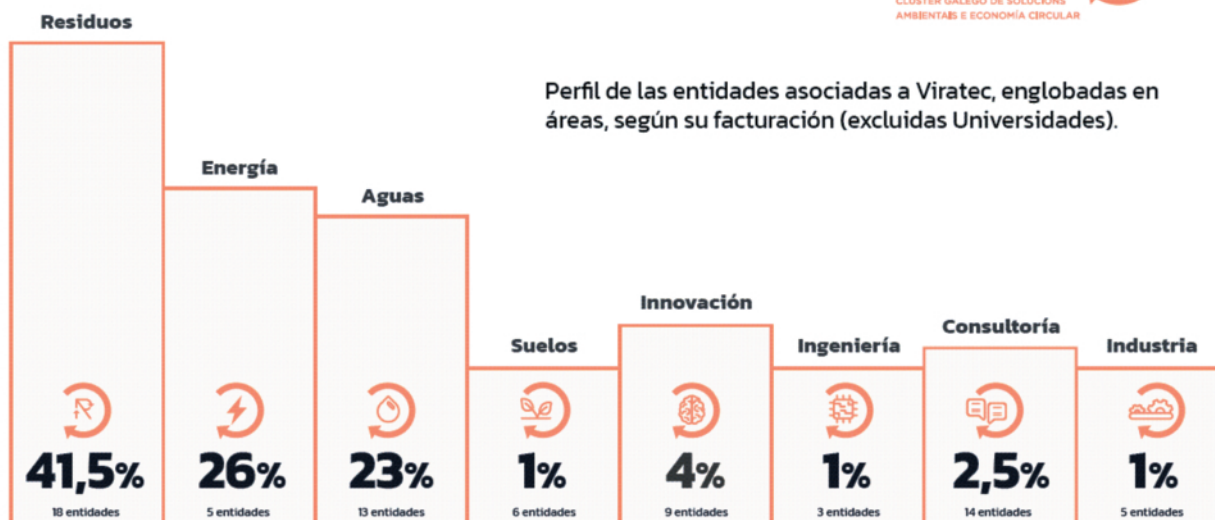 CLÚSTER GALEGO DE SOLUCIÓNS
AMBIENTAIS E ECONOMÍA CIRCULAR
Perfil de las entidades asociadas a Viratec, englobadas en
áreas, según su facturación (excluidas Universidades).
Residuos
41,5%
18 entidades
Energía
26%
5 entidades
Aguas
23%
13 entidades
Suelos
1%
6 entidades
Innovación
4%
9 entidades
Ingeniería
1%
3 entidades
Consultoría
2,5%
14 entidades
Industria
1%
5 entidades